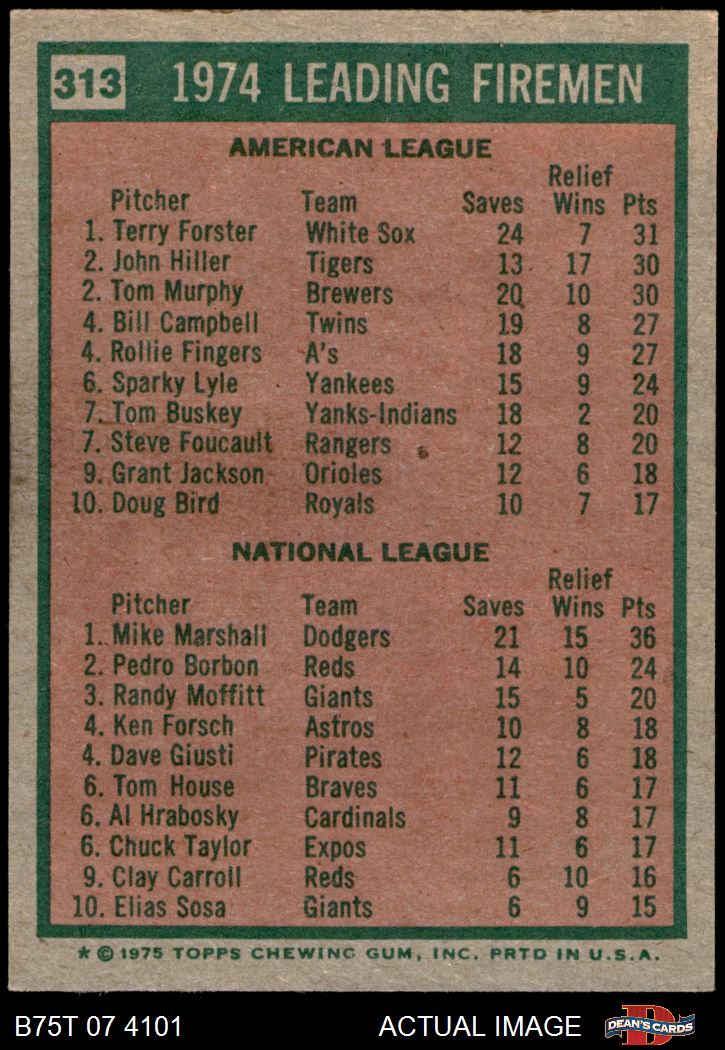 313 1974 LEADING FIREMEN
AMERICAN LEAGUE
Relief
Pitcher Team Saves Wins Pts
1. Terry Forster White Sox 24 7 31
2. John Hiller Tigers 13 17 30
2. Tom Murphy Brewers 20 10 30
4. Bill Campbell Twins 19 8 27
4. Rollie Fingers A's 18 9 27
6. Sparky Lyle Yankees 15 9 24
7. Tom Buskey Yanks-Indians 18 2 20
7. Steve Foucault Rangers 12 8 20
9. Grant Jackson Orioles 12 6 18
10. Doug Bird Royals 10 7 17
NATIONAL LEAGUE
Relief
Pitcher Team Saves Wins Pts
1. Mike Marshall Dodgers 21 15 36
2. Pedro Borbon Reds 14 10 24
3. Randy Moffitt Giants 15 5 20
4. Ken Forsch Astros 10 8 18
4. Dave Giusti Pirates 12 6 18
6. Tom House Braves 11 6 17
6. Al Hrabosky Cardinals 9 8 17
6. Chuck Taylor Expos 11 6 17
9. Clay Carroll Reds 6 10 16
10. Elias Sosa Giants 6 9 15
* © 1975 TOPPS CHEWING GUM, INC. PRTD IN U.S.A.
B75T 07 4101 ACTUAL IMAGE DEAN'S CARDS